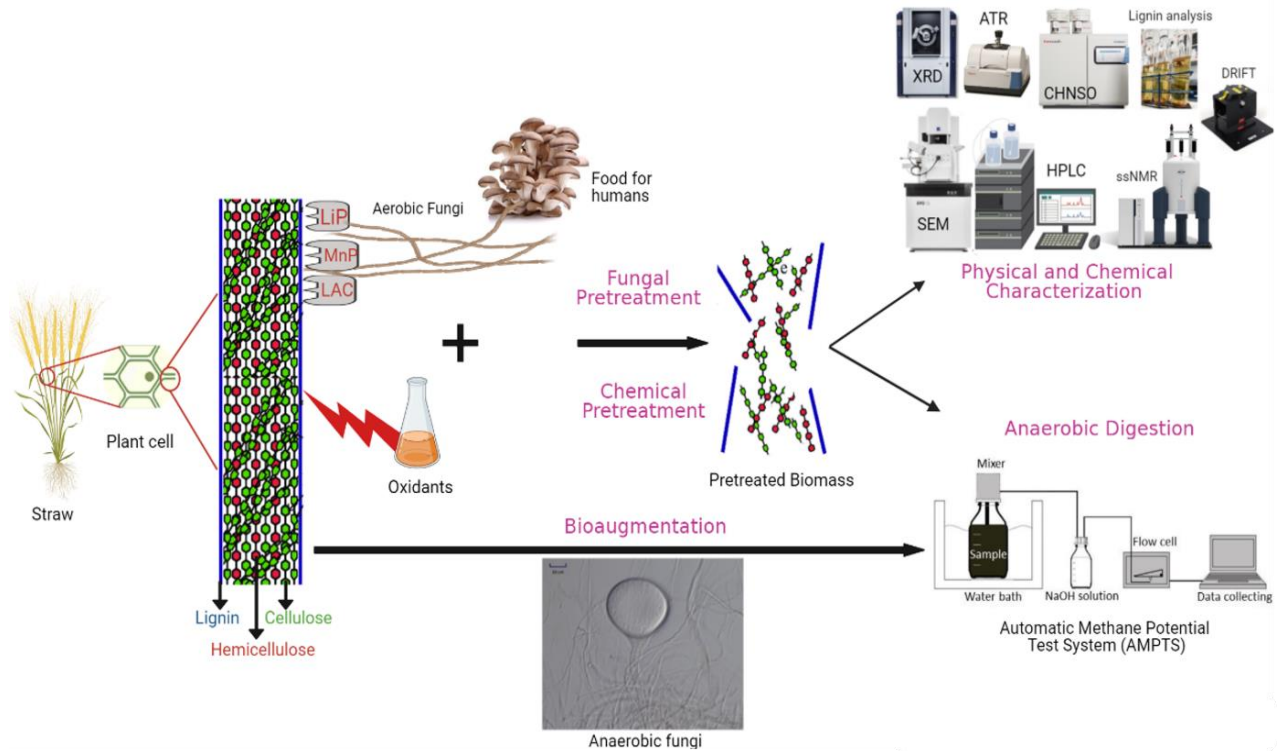 XRD
ATR
CHNSO
Lignin analysis
DRIFT
SEM
HPLC
ssNMR
Physical and Chemical
Characterization
Food for
humans
Aerobic Fungi
LiP
MnP
LAC
Fungal
Pretreatment
Chemical
Pretreatment
e
Pretreated Biomass
Plant cell
Straw
Oxidants
Lignin
Cellulose
Hemicellulose
Bioaugmentation
Anaerobic fungi
Anaerobic Digestion
Mixer
Sample
Water bath
NaOH solution
Flow cell
Data collecting
Automatic Methane Potential
Test System (AMPTS)